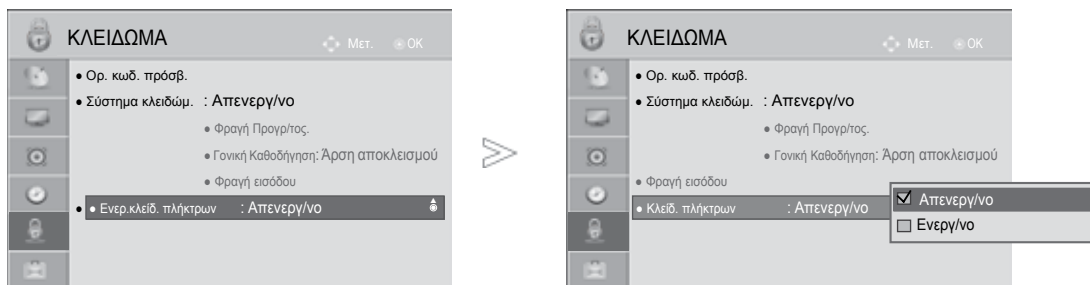 ΚΛΕΙΔΩΜΑ
Μετ. OK
• Ορ. κωδ. πρόσβ.
• Σύστημα κλειδώμ. : Απενεργ/νο
• Φραγή Προγρ/τος.
• Γονική Καθοδήγηση: Άρση αποκλεισμού
• Φραγή εισόδου
• • Ενερ.κλείδ. πλήκτρων : Απενεργ/νο
ΚΛΕΙΔΩΜΑ
Μετ. OK
• Ορ. κωδ. πρόσβ.
• Σύστημα κλειδώμ. : Απενεργ/νο
• Φραγή Προγρ/τος.
• Γονική Καθοδήγηση: Άρση αποκλεισμού
• Φραγή εισόδου
• Κλείδ. πλήκτρων : Απενεργ/νο
Απενεργ/νο
Ενεργ/νο